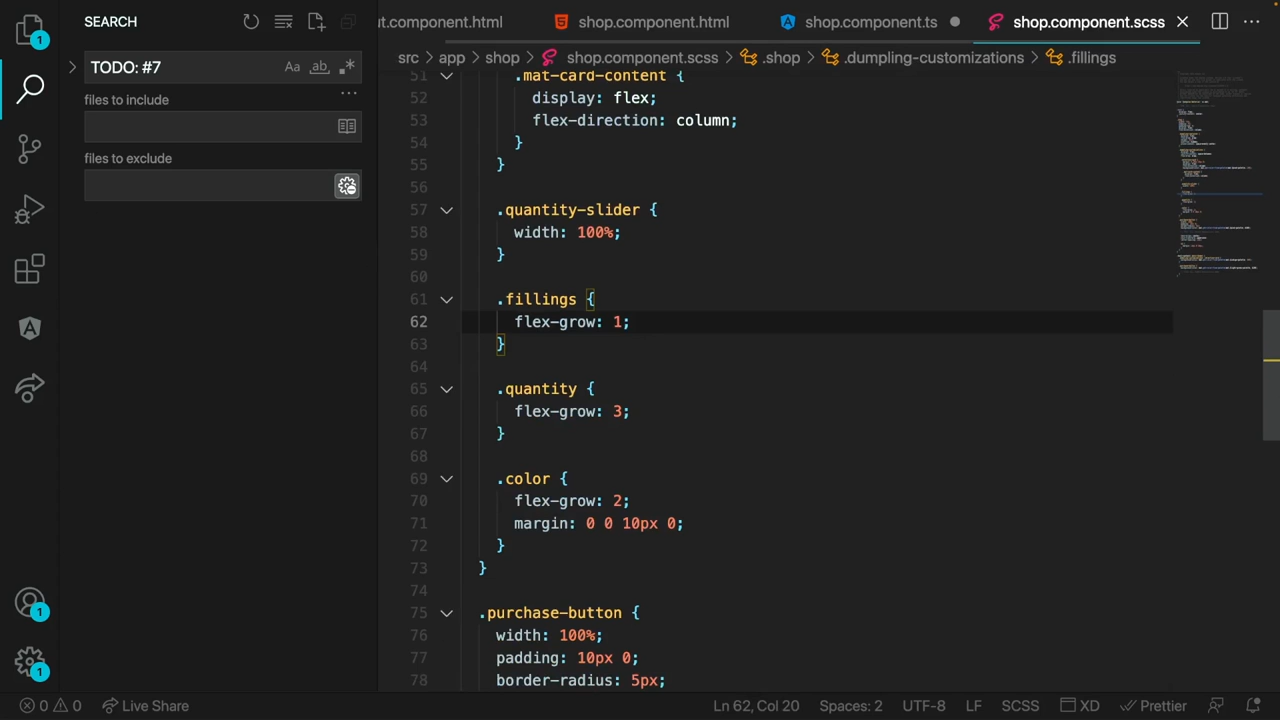 SEARCH
TODO: #7
Aa
ab
files to include
files to exclude
1
1
1
ut.component.html
shop.component.html
shop.component.ts
shop.component.scss
src > app > shop > shop.component.scss > .shop > .dumpling-customizations > .fillings
51 .mat-card-content {
52 display: flex;
53 flex-direction: column;
54 }
55 }
56
57 .quantity-slider {
58 width: 100%;
59 }
60
61 .fillings {
62 flex-grow: 1;
63 }
64
65 .quantity {
66 flex-grow: 3;
67 }
68
69 .color {
70 flex-grow: 2;
71 margin: 0 0 10px 0;
72 }
73 }
74
75 .purchase-button {
76 width: 100%;
77 padding: 10px 0;
78 border-radius: 5px;
0 0 Live Share Ln 62, Col 20 Spaces: 2 UTF-8 LF SCSS XD Prettier